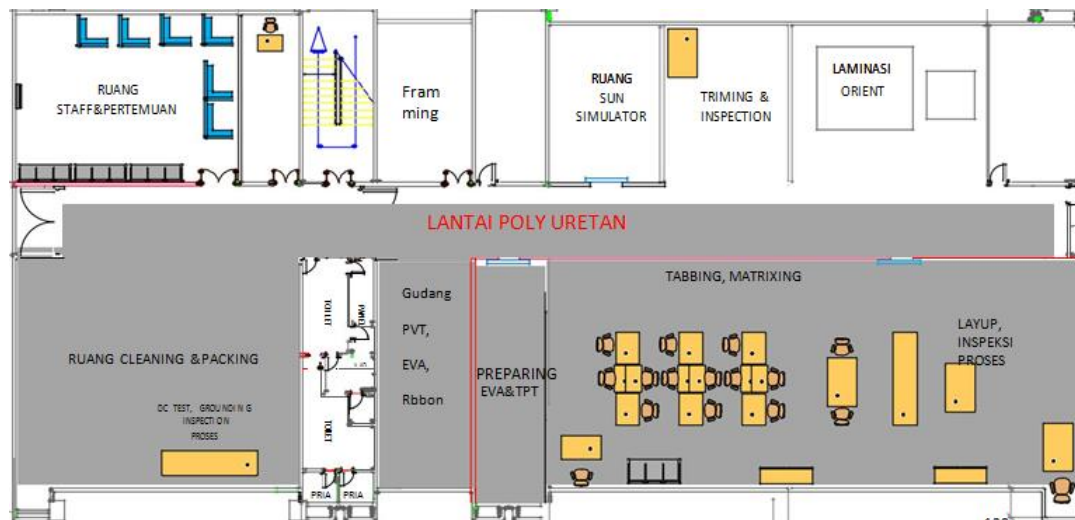 RUANG
STAFF&PERTEMUAN
Fram
ming
RUANG
SUN
SIMULATOR
TRIMING &
INSPECTION
LAMINASI
ORIENT
LANTAI POLY URETAN
TABBING, MATRIXING
LAYUP,
INSPEKSI
PROSES
RUANG CLEANING &PACKING
DC TEST, GROUNDING
INSPECTION
PROSES
TOILET
PANEL
TOILET
PRIA
PRIA
Gudang
PVT,
EVA,
Rbbon
PREPARING
EVA&TPT